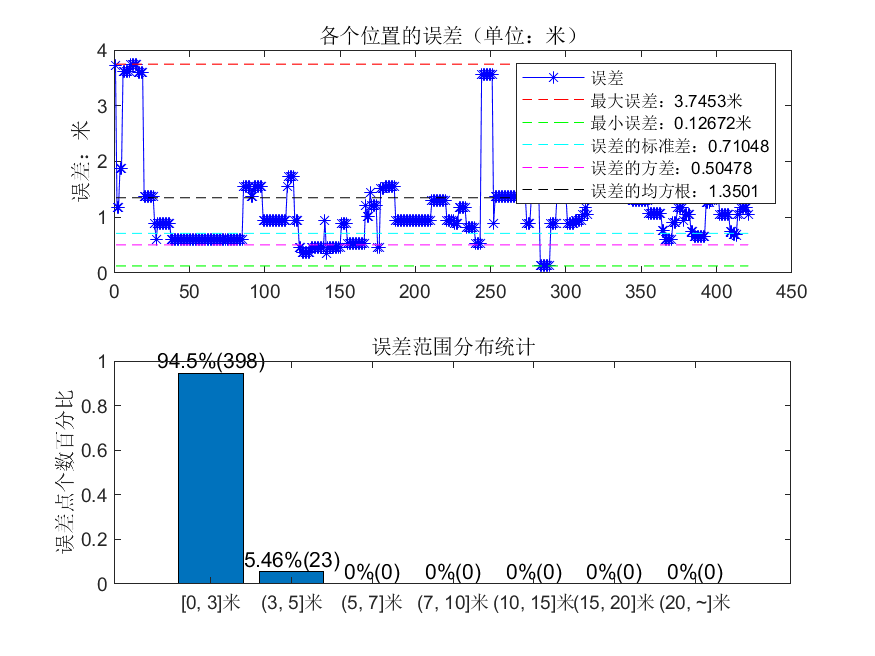 各个位置的误差（单位：米）
误差：米
4
3
2
1
0
0 50 100 150 200 250 300 350 400 450
误差
最大误差：3.7453米
最小误差：0.12672米
误差的标准差：0.71048
误差的方差：0.50478
误差的均方根：1.3501
误差范围分布统计
误差点个数百分比
1
0.8
0.6
0.4
0.2
0
94.5%(398)
5.46%(23) 0%(0) 0%(0) 0%(0) 0%(0) 0%(0)
[0, 3]米 (3, 5]米 (5, 7]米 (7, 10]米 (10, 15]米 (15, 20]米 (20, ~]米